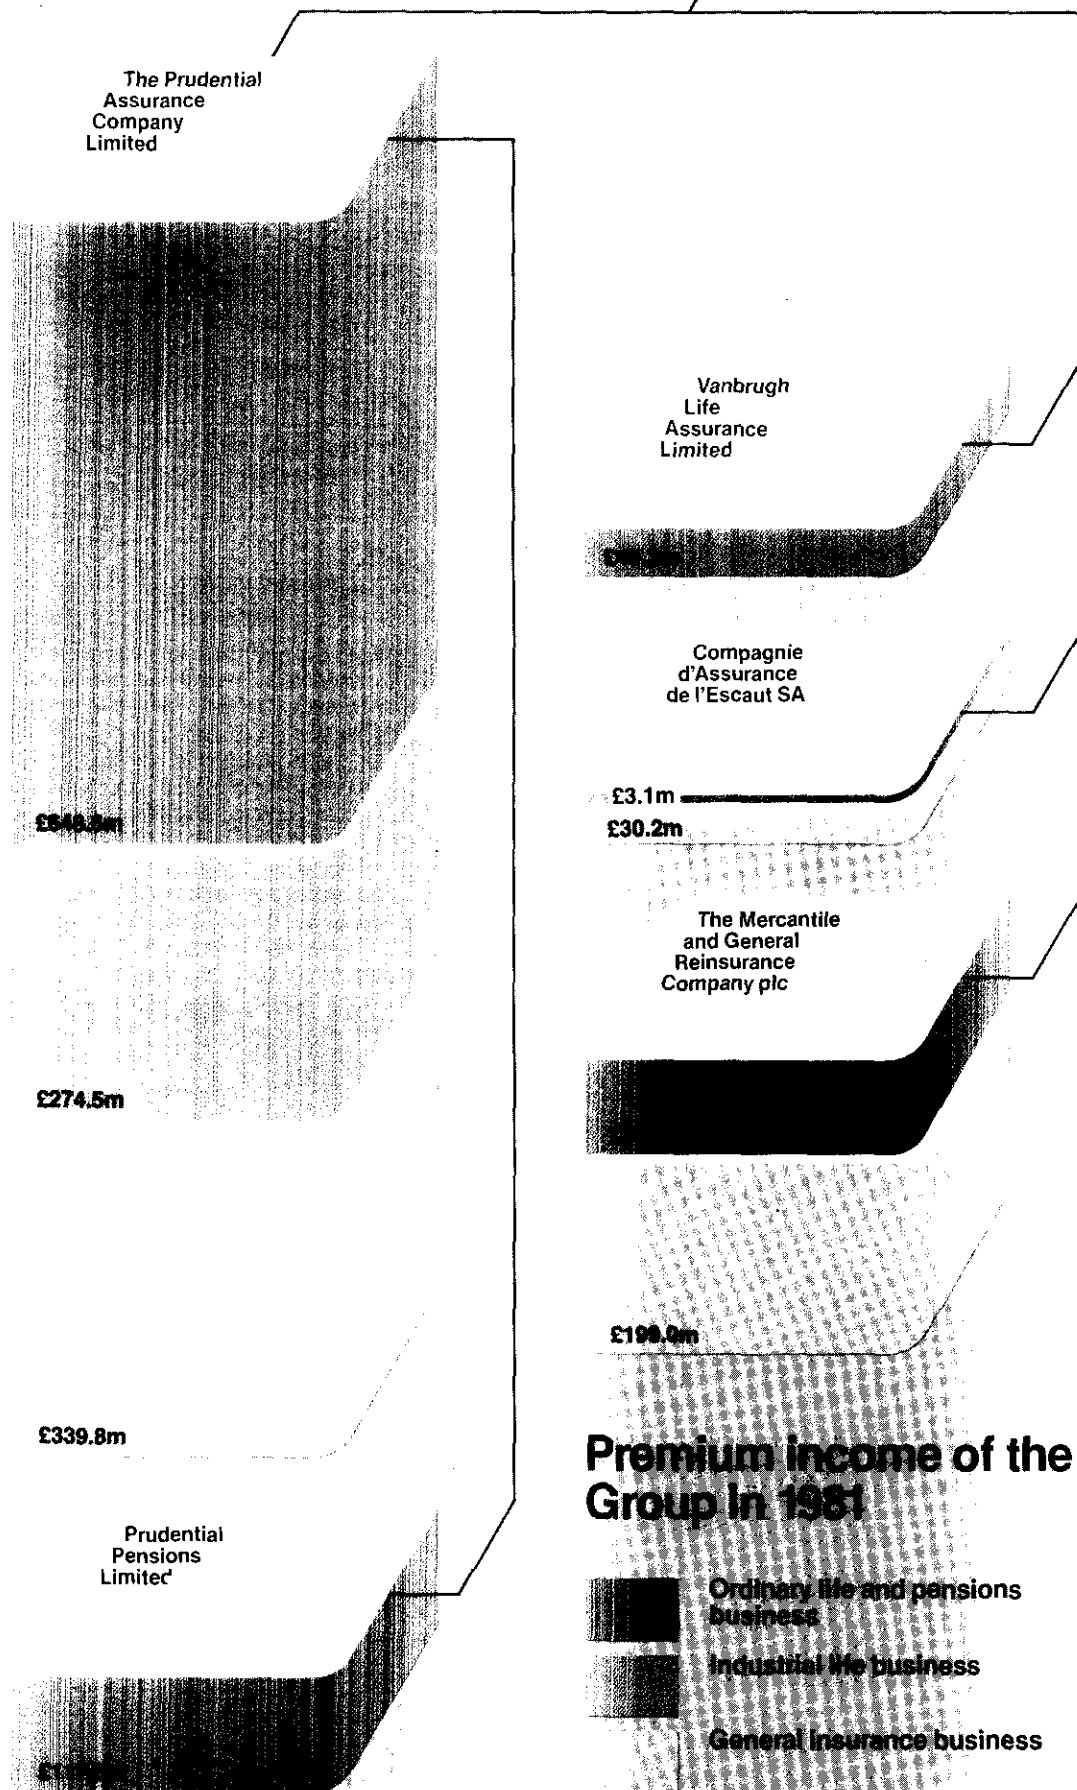 The Prudential
Assurance
Company
Limited
£274.5m
£339.8m
Prudential
Pensions
Limited
Vanbrugh
Life
Assurance
Limited
Compagnie
d'Assurance
de l'Escaut SA
£3.1m
£30.2m
The Mercantile
and General
Reinsurance
Company plc
£199.0m
Premium income of the
Group in 1981
Ordinary life and pensions
business
Industrial life business
General insurance business